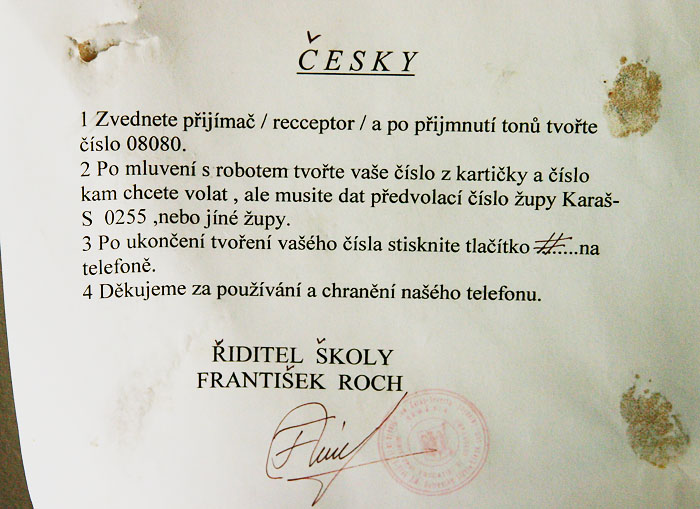 ČESKY
1 Zvednete přijímač / recceptor / a po přijmnutí tonů tvořte
číslo 08080.
2 Po mluvení s robotem tvořte vaše číslo z kartičky a číslo
kam chcete volat , ale musite dat předvolací číslo župy Karaš-
S 0255 ,nebo jíné župy.
3 Po ukončení tvoření vašého čísla stisknite tlačítko #.....na
telefoně.
4 Děkujeme za používání a chranění našého telefonu.
ŘIDITEL ŠKOLY
FRANTIŠEK ROCH